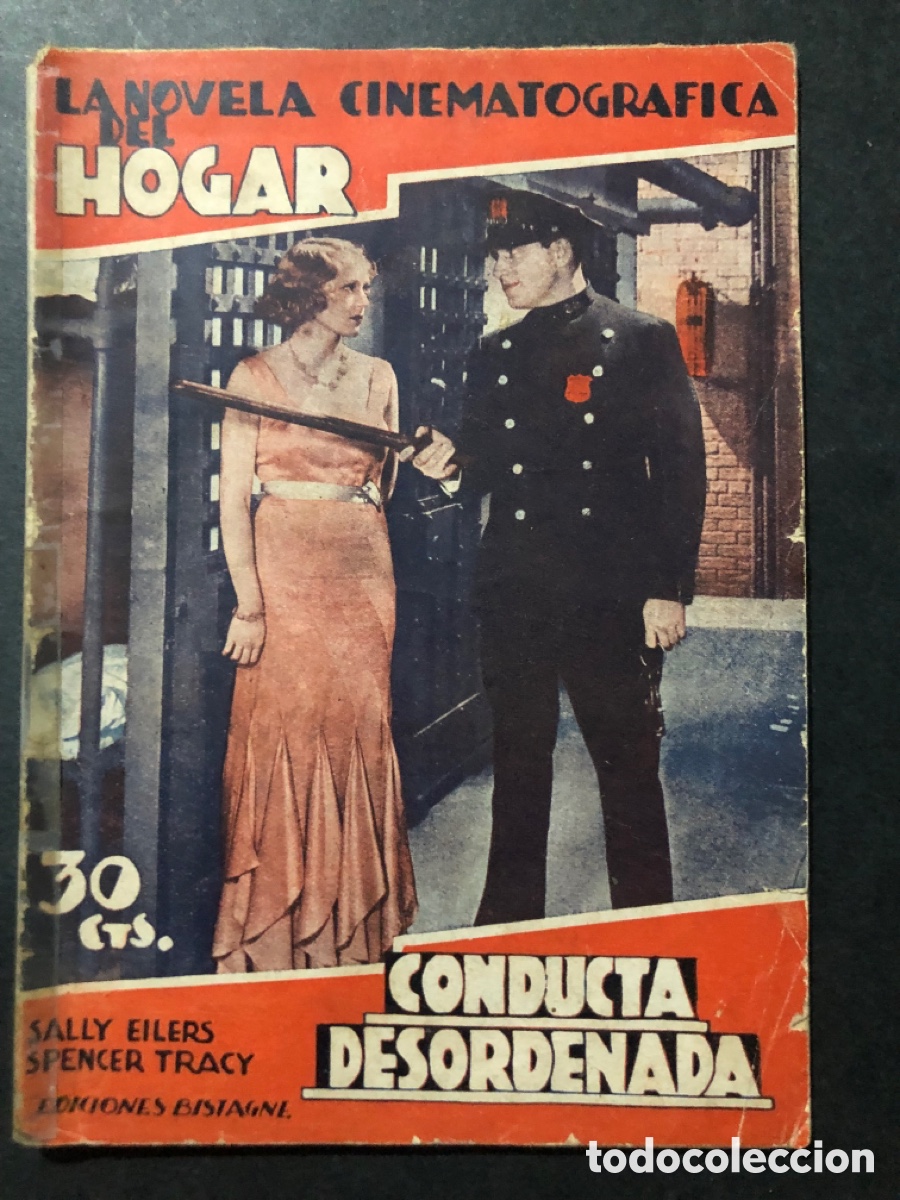 LA NOVELA CINEMATOGRAFICA
DEL
HOGAR
30
CTS.
CONDUCTA
DESORDENADA
SALLY EILERS
SPENCER TRACY
EDICIONES BISTAGNE
todocoleccion